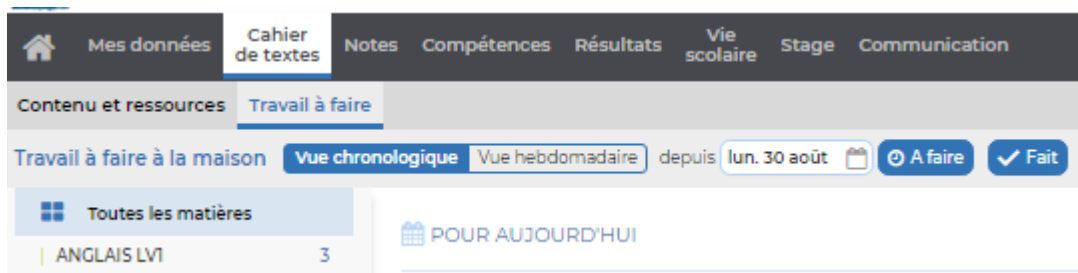 Mes données Cahier de textes Notes Compétences Résultats Vie scolaire Stage Communication
Contenu et ressources Travail à faire
Travail à faire à la maison Vue chronologique Vue hebdomadaire depuis lun. 30 août A faire Fait
Toutes les matières
POUR AUJOURD'HUI
ANGLAIS LV1 3